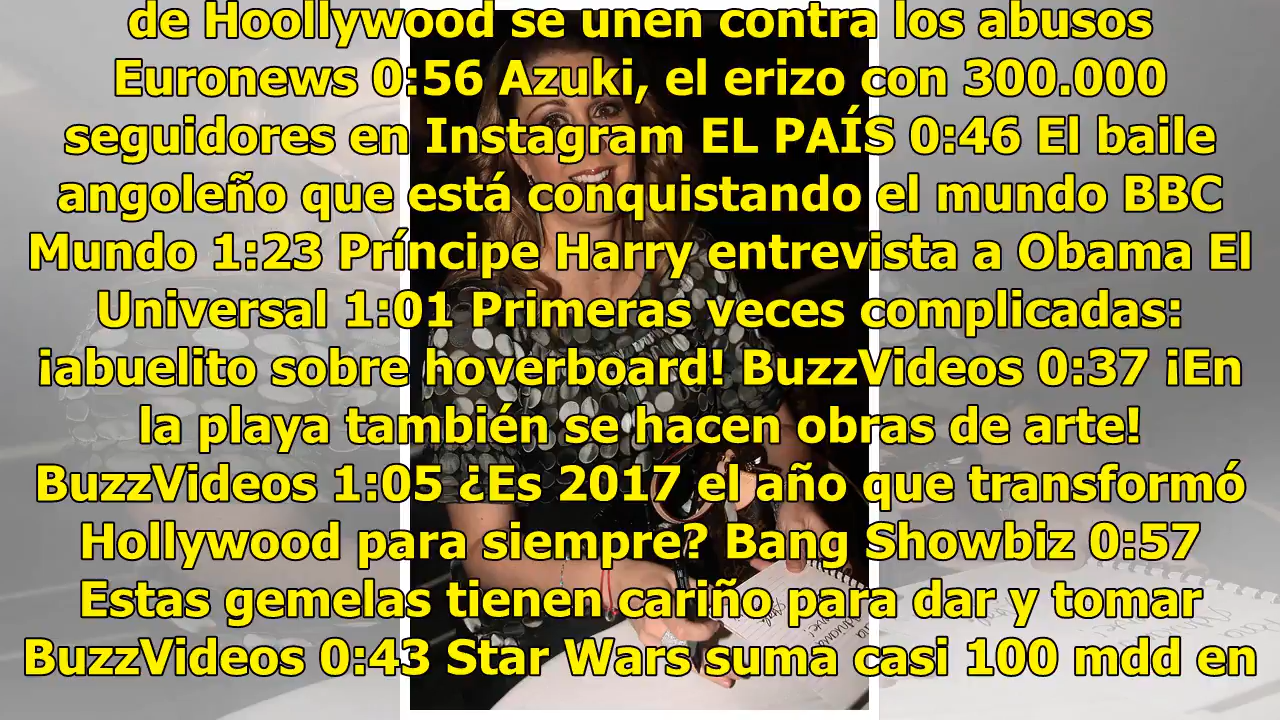 de Hoollywood se unen contra los abusos
Euronews 0:56 Azuki, el erizo con 300.000
seguidores en Instagram EL PAÍS 0:46 El baile
angoleño que está conquistando el mundo BBC
Mundo 1:23 Príncipe Harry entrevista a Obama El
Universal 1:01 Primeras veces complicadas:
¡abuelito sobre hoverboard! BuzzVideos 0:37 ¡En
la playa también se hacen obras de arte!
BuzzVideos 1:05 ¿Es 2017 el año que transformó
Hollywood para siempre? Bang Showbiz 0:57
Estas gemelas tienen cariño para dar y tomar
BuzzVideos 0:43 Star Wars suma casi 100 mdd en